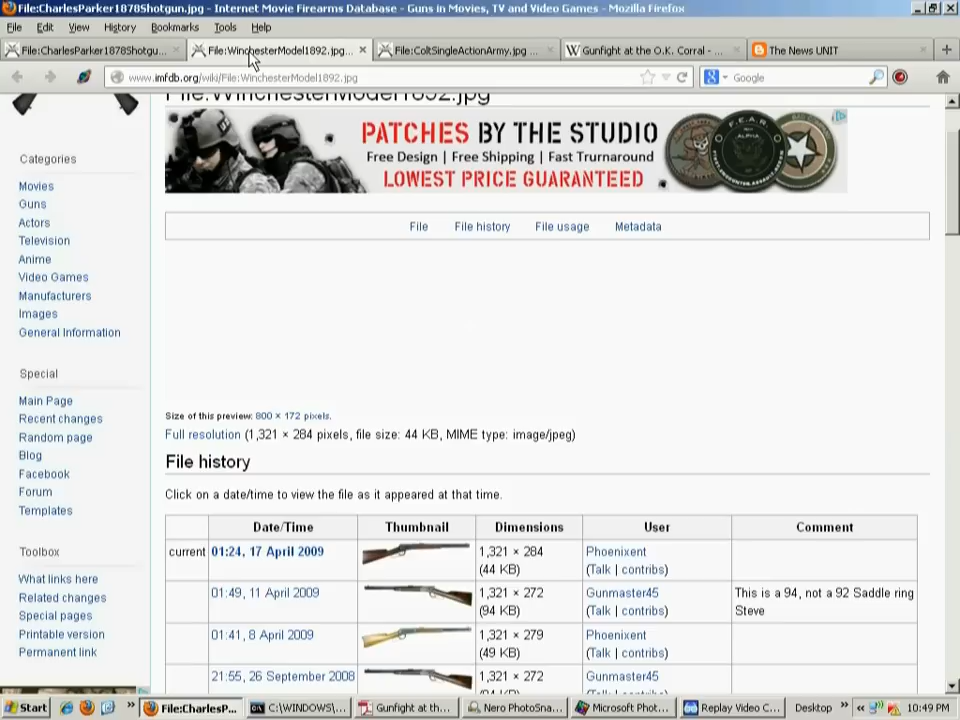 File:CharlesParker1878Shotgun.jpg - Internet Movie Firearms Database - Guns in Movies, TV and Video Games - Mozilla Firefox
File Edit View History Bookmarks Tools Help
File:CharlesParker1878Shotgu... File:WinchesterModel1892.jpg... File:ColtSingleActionArmy.jpg ... Gunfight at the O.K. Corral - ... The News UNIT
www.imfdb.org/wiki/File:WinchesterModel1892.jpg Google
File:WinchesterModel1892.jpg
PATCHES BY THE STUDIO
Free Design | Free Shipping | Fast Trurnaround
LOWEST PRICE GUARANTEED
F.E.A.R.
Categories
Movies
Guns
Actors
Television
Anime
Video Games
Manufacturers
Images
General Information
Special
Main Page
Recent changes
Random page
Blog
Facebook
Forum
Templates
Toolbox
What links here
Related changes
Special pages
Printable version
Permanent link
File File history File usage Metadata
Size of this preview: 800 × 172 pixels.
Full resolution (1,321 × 284 pixels, file size: 44 KB, MIME type: image/jpeg)
File history
Click on a date/time to view the file as it appeared at that time.
Date/Time Thumbnail Dimensions User Comment
current 01:24, 17 April 2009 1,321 × 284 Phoenixent
(44 KB) (Talk | contribs)
01:49, 11 April 2009 1,321 × 272 Gunmaster45 This is a 94, not a 92 Saddle ring
(94 KB) (Talk | contribs) Steve
01:41, 8 April 2009 1,321 × 279 Phoenixent
(49 KB) (Talk | contribs)
21:55, 26 September 2008 1,321 × 272 Gunmaster45
Start File:CharlesP... C:\WINDOWS\... Gunfight at th... Nero PhotoSna... Microsoft Phot... Replay Video C... Desktop 10:49 PM